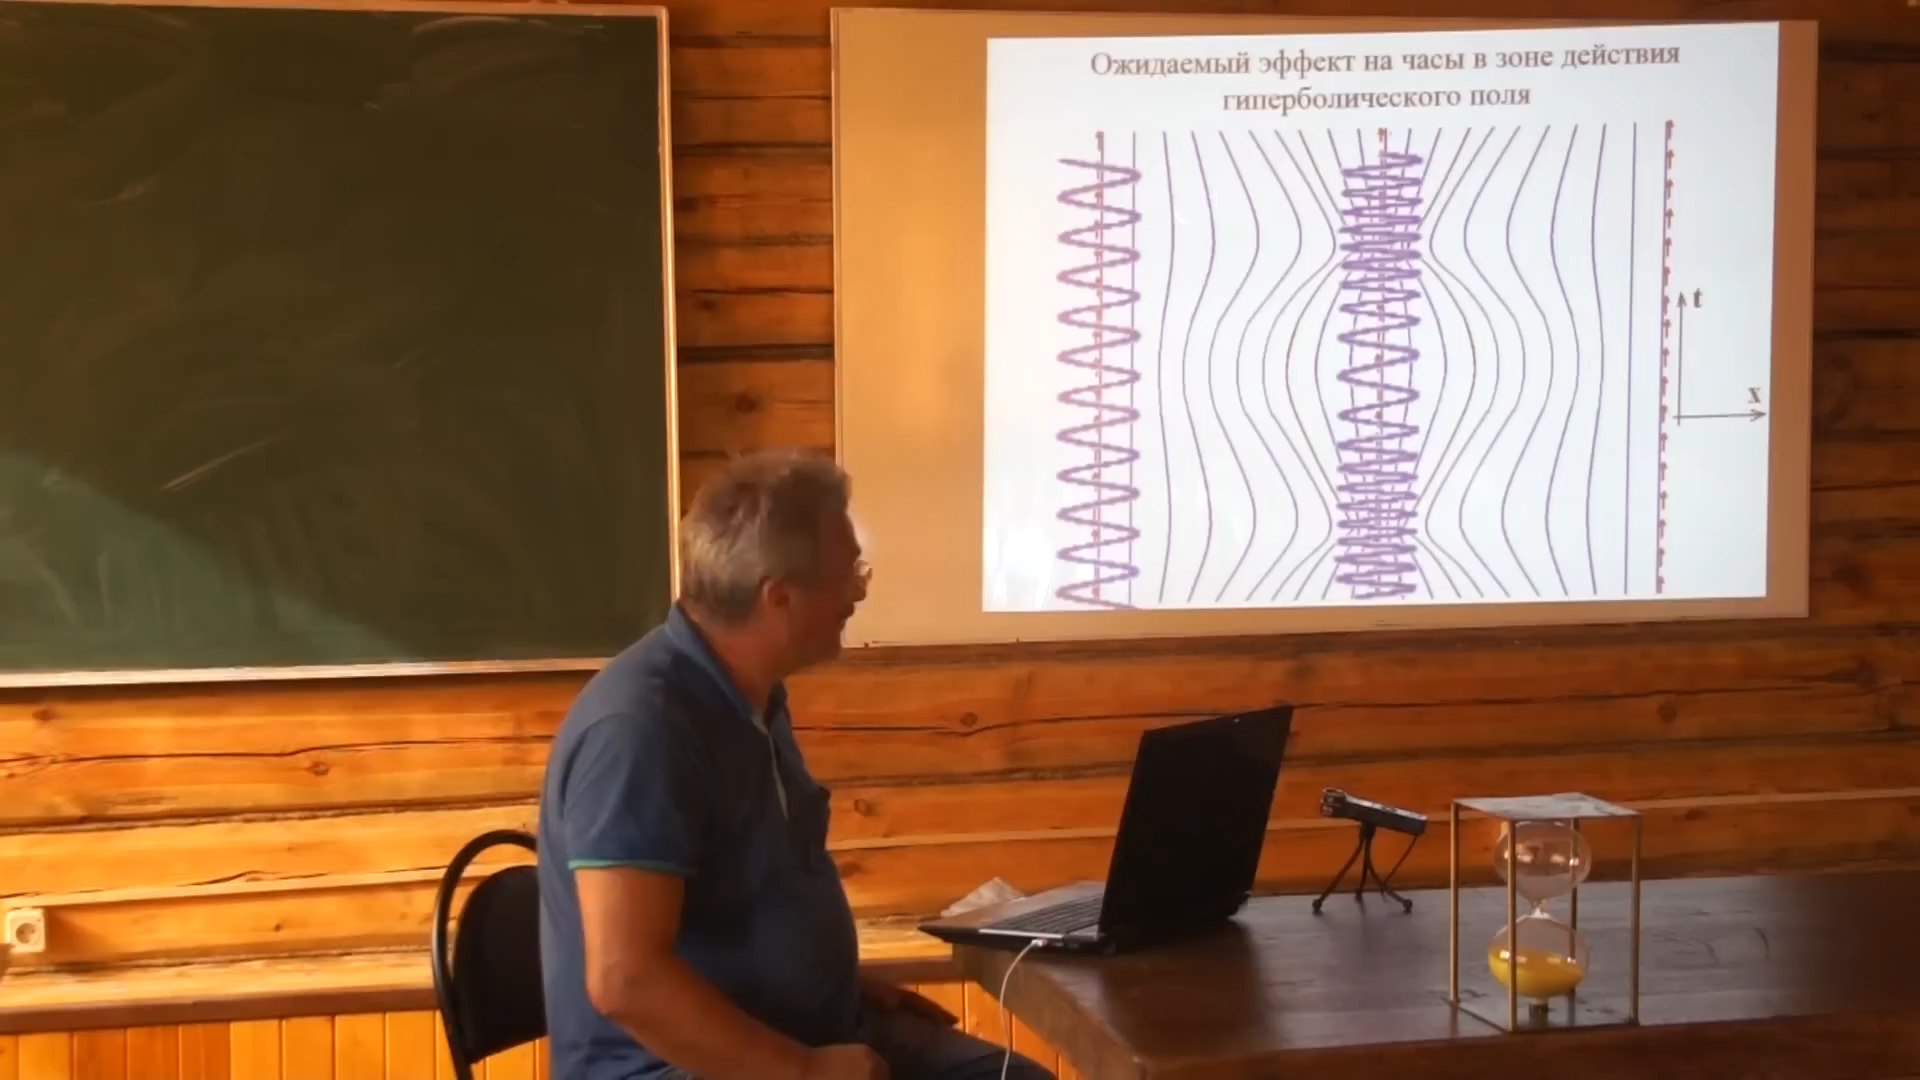 Ожидаемый эффект на часы в зоне действия
гиперболического поля
t
x